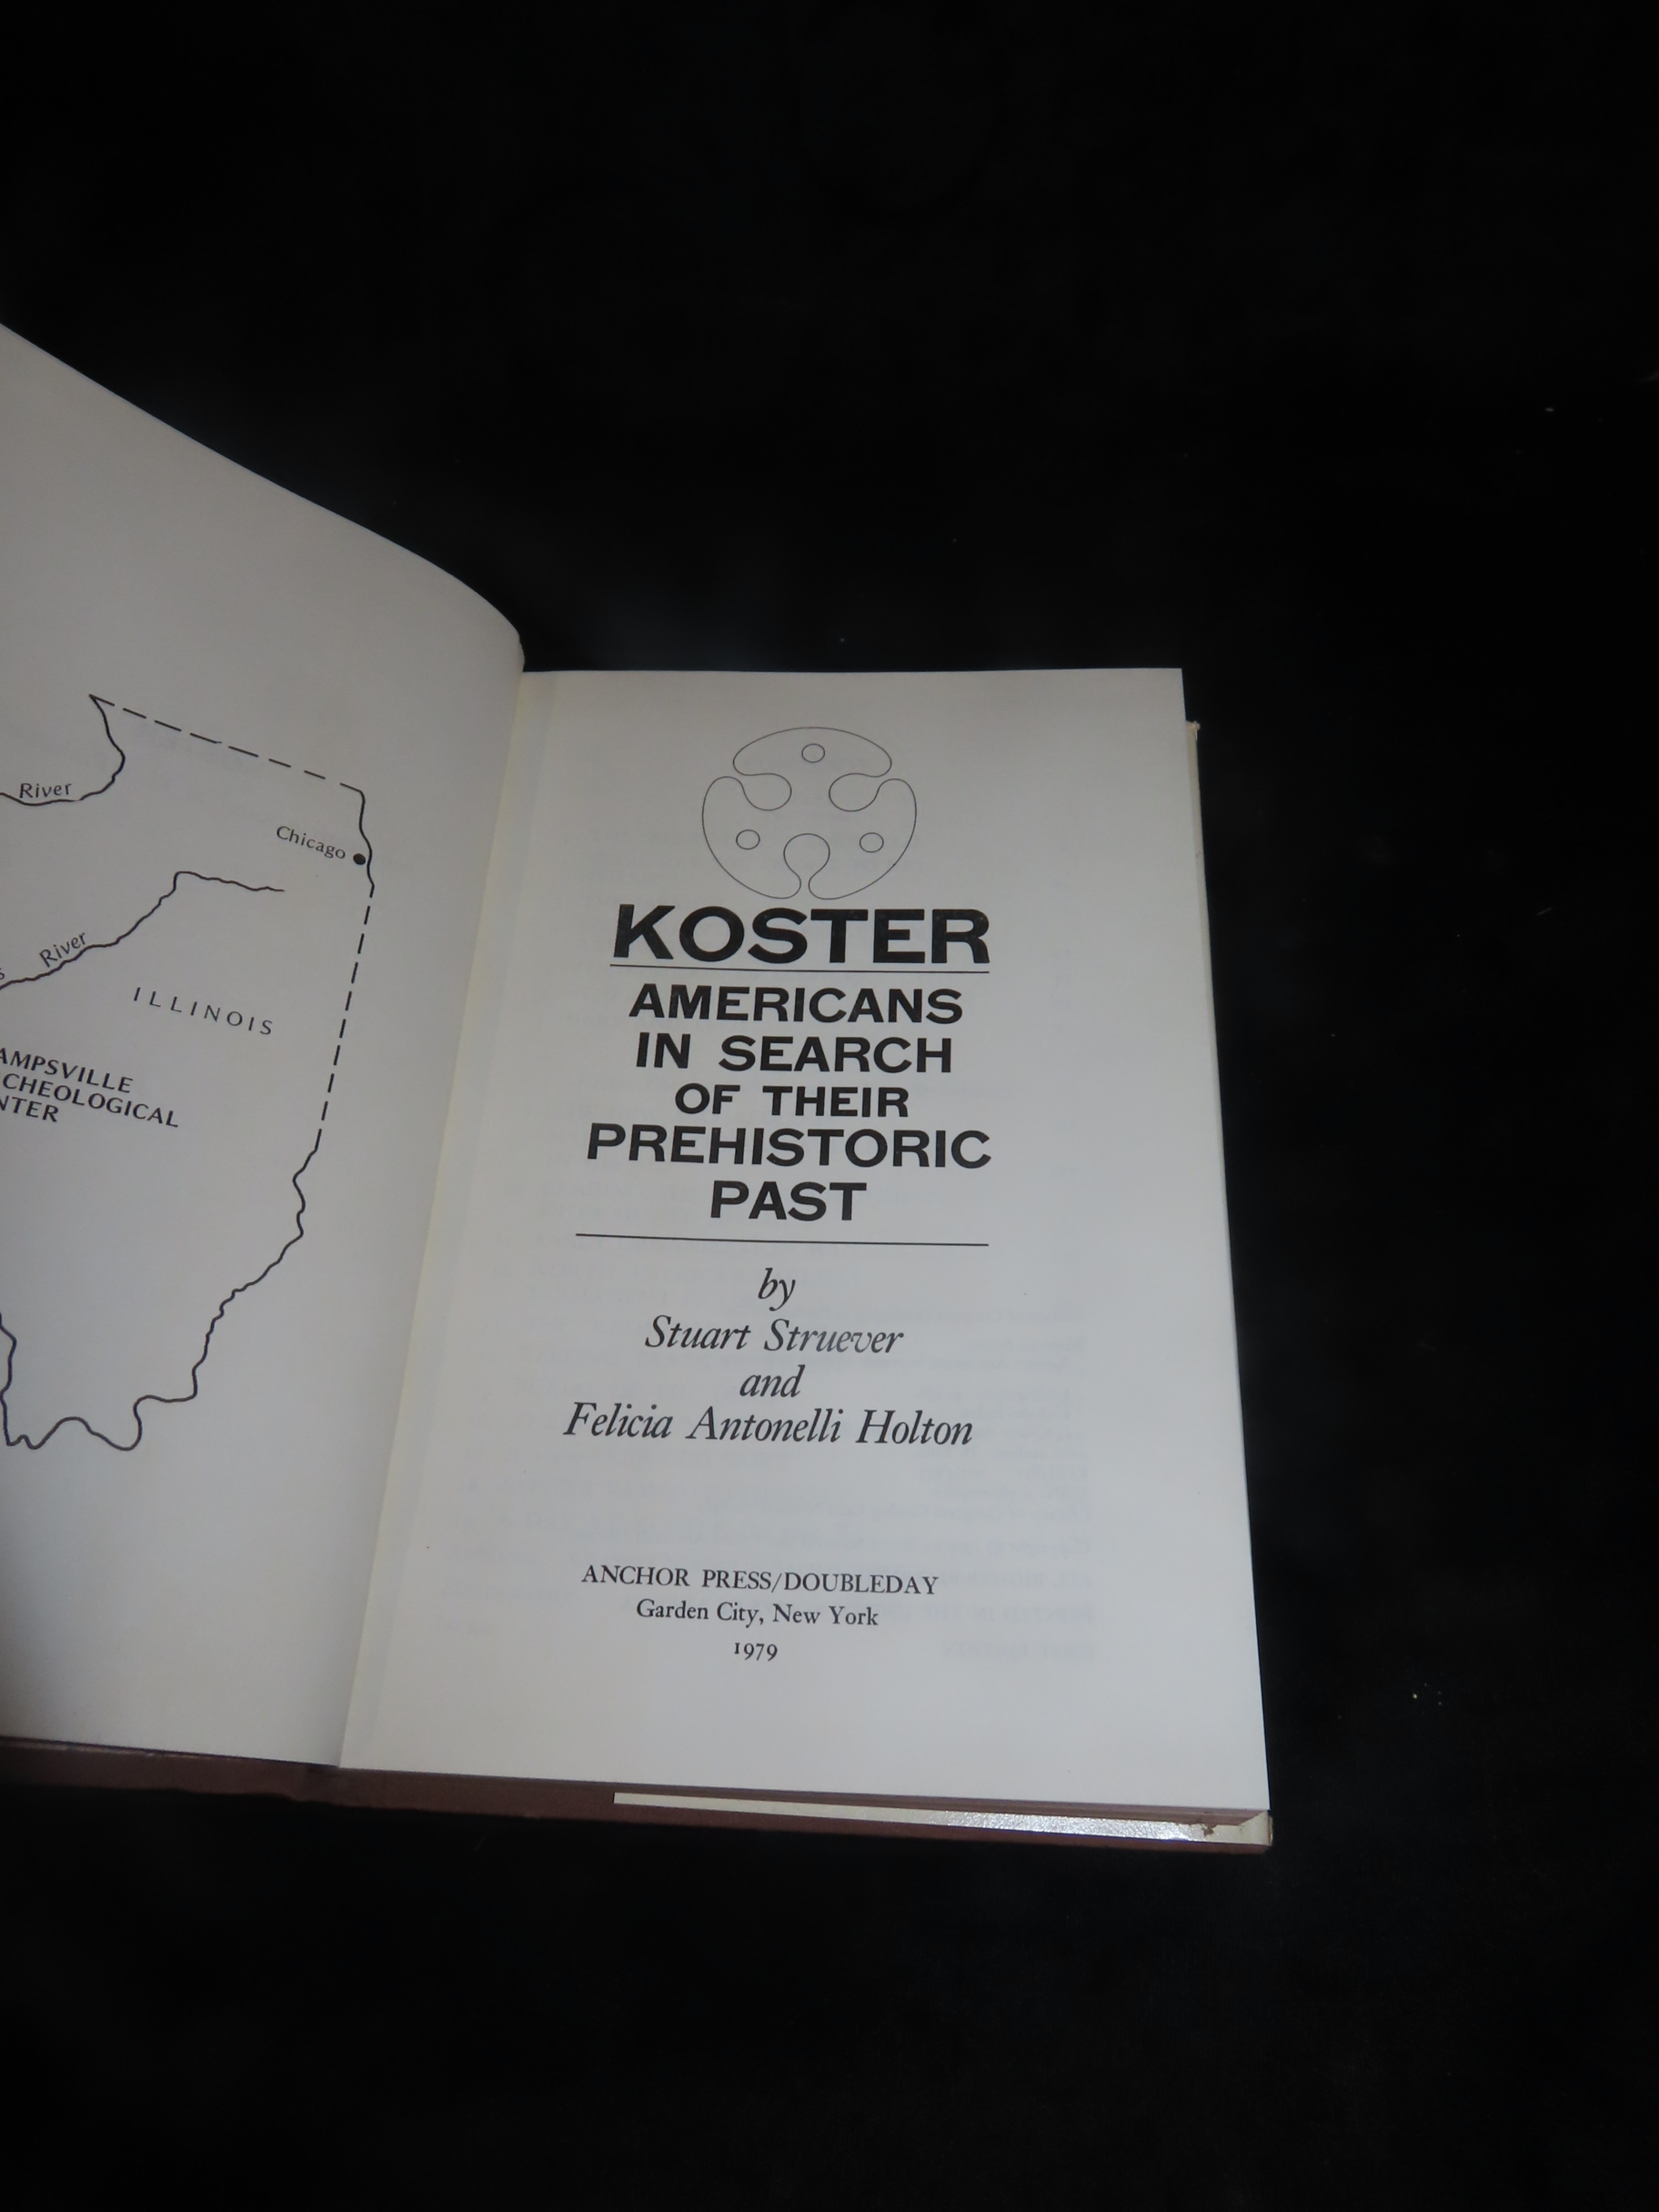 River
Chicago
River
ILLINOIS
AMPSVILLE
CHEOLOGICAL
NTER
KOSTER
AMERICANS
IN SEARCH
OF THEIR
PREHISTORIC
PAST
by
Stuart Struever
and
Felicia Antonelli Holton
ANCHOR PRESS/DOUBLEDAY
Garden City, New York
1979